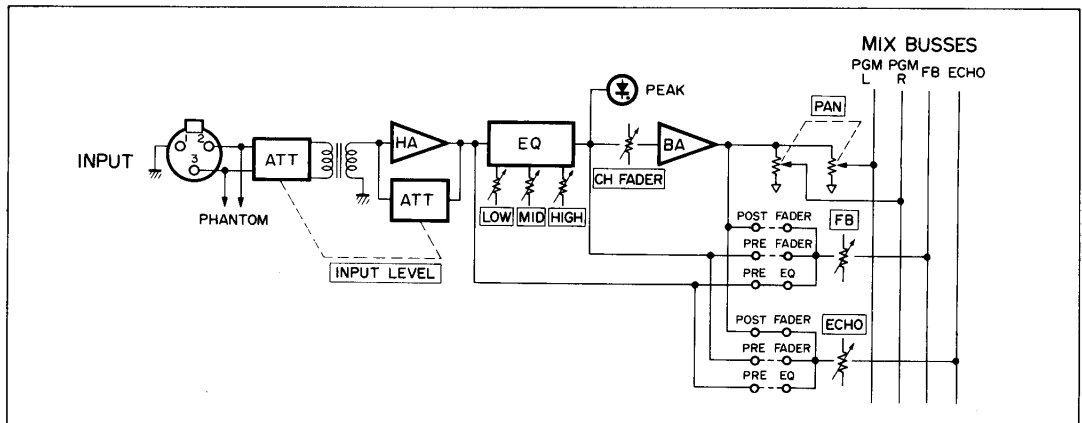 MIX BUSSES
PGM L PGM R FB ECHO
PEAK
PAN
INPUT
1 2 3
ATT
HA
EQ
BA
CH FADER
ATT
LOW MID HIGH
PHANTOM
INPUT LEVEL
POST FADER
FB
PRE FADER
PRE EQ
POST FADER
ECHO
PRE FADER
PRE EQ